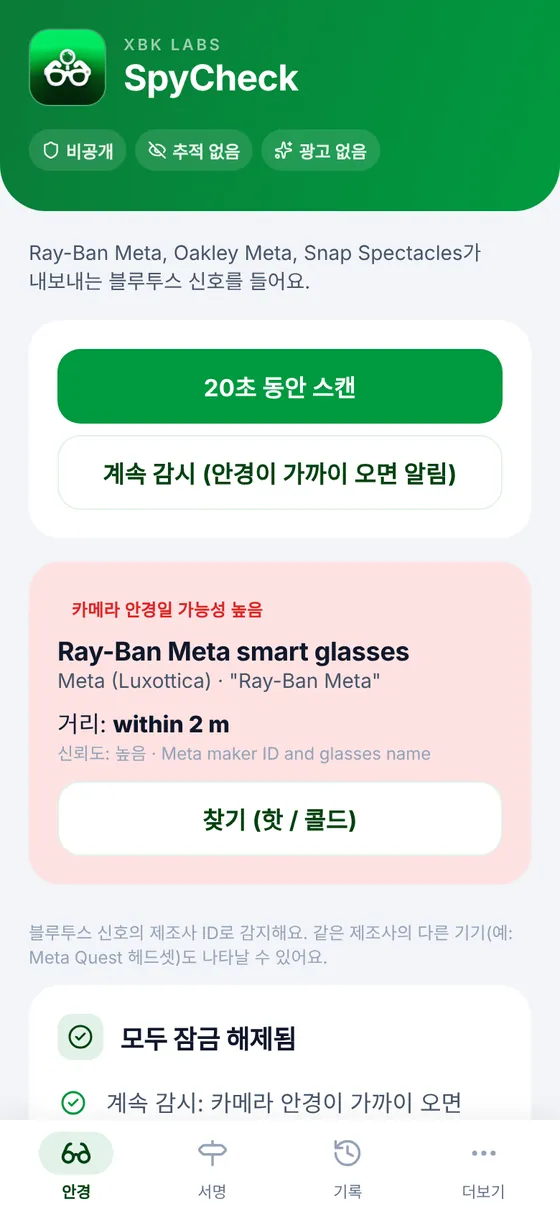 XBK LABS
SpyCheck
비공개
추적 없음
광고 없음
Ray-Ban Meta, Oakley Meta, Snap Spectacles가
내보내는 블루투스 신호를 들어요.
20초 동안 스캔
계속 감시 (안경이 가까이 오면 알림)
카메라 안경일 가능성 높음
Ray-Ban Meta smart glasses
Meta (Luxottica) · "Ray-Ban Meta"
거리: within 2 m
신뢰도: 높음 · Meta maker ID and glasses name
찾기 (핫 / 콜드)
블루투스 신호의 제조사 ID로 감지해요. 같은 제조사의 다른 기기(예:
Meta Quest 헤드셋)도 나타날 수 있어요.
모두 잠금 해제됨
계속 감시: 카메라 안경이 가까이 오면
안경
서명
기록
더보기